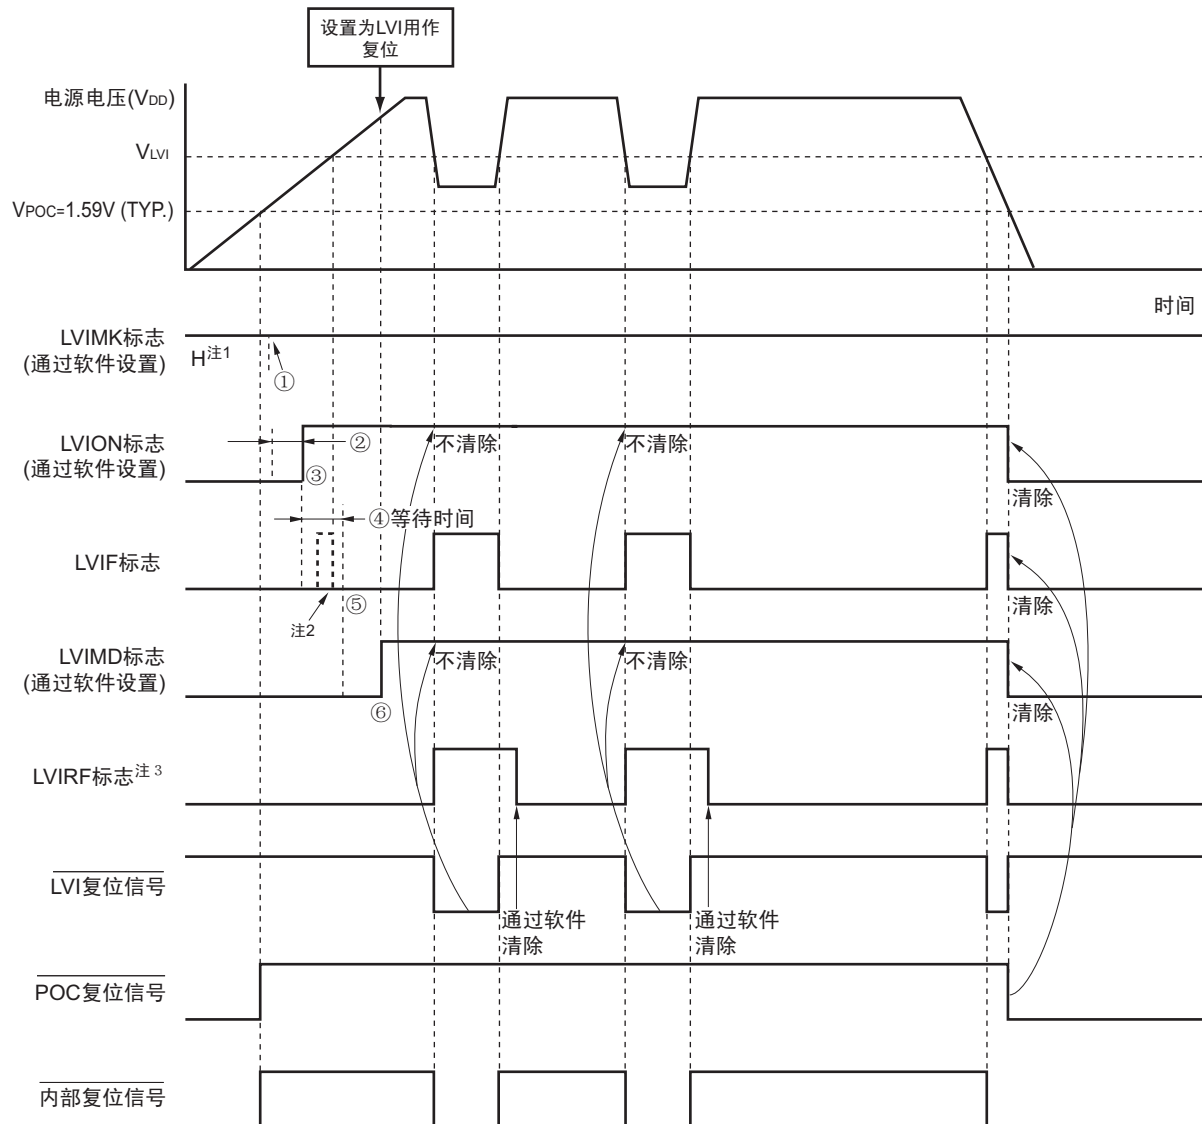 设置为LVI用作
复位
电源电压(VDD)
VLVI
VPOC=1.59V (TYP.)
时间
LVIMK标志
(通过软件设置)
H注1
①
LVION标志
(通过软件设置)
②
不清除
不清除
③
清除
④等待时间
LVIF标志
⑤
注2
清除
LVIMD标志
(通过软件设置)
不清除
不清除
⑥
清除
LVIRF标志注 3
LVI复位信号
通过软件
清除
通过软件
清除
POC复位信号
内部复位信号